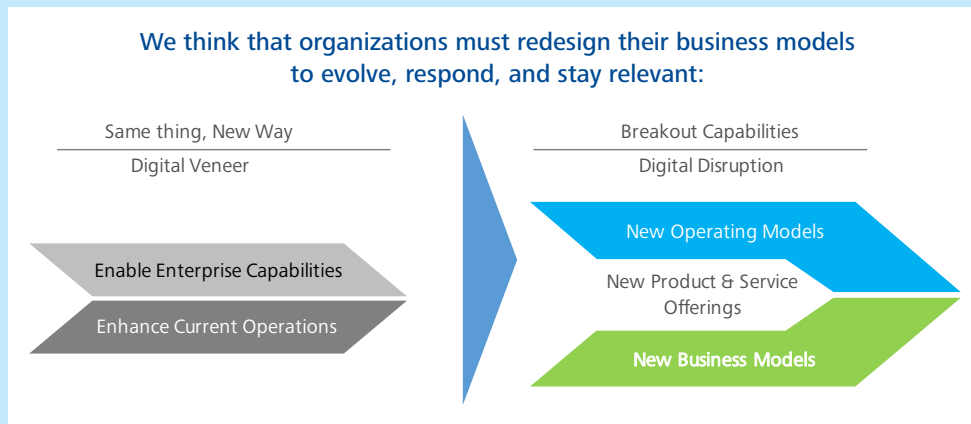 We think that organizations must redesign their business models
to evolve, respond, and stay relevant:
Same thing, New Way
Digital Veneer
Enable Enterprise Capabilities
Enhance Current Operations
Breakout Capabilities
Digital Disruption
New Operating Models
New Product & Service
Offerings
New Business Models